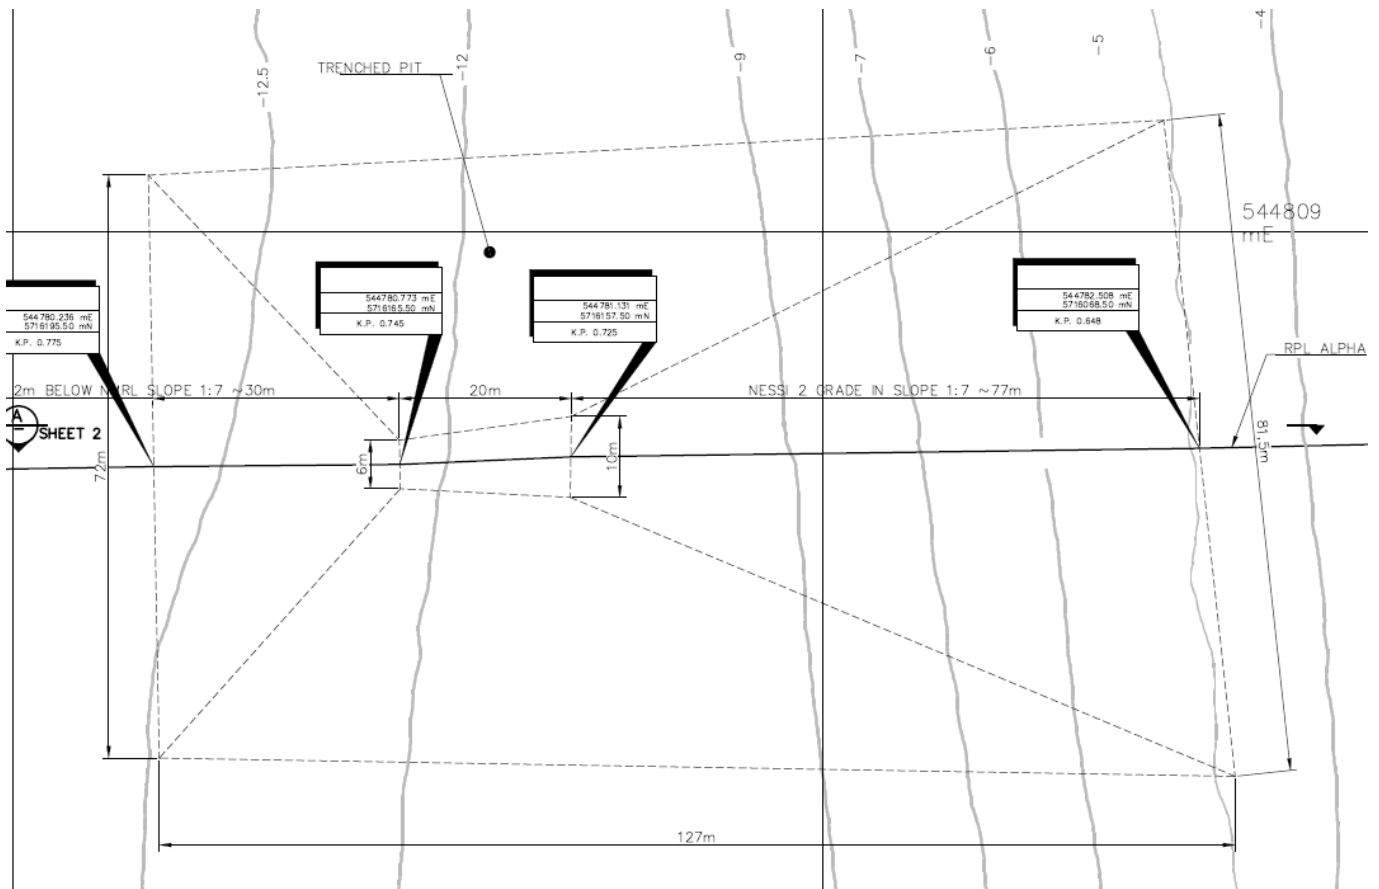 -12.5
TRENCHED PIT
-12
-9
-7
-6
-5
-4
544809
mE
544780.236 mE
5716195.50 mN
K.P. 0.775
544780.773 mE
5716165.50 mN
K.P. 0.745
544781.131 mE
5716157.50 mN
K.P. 0.725
544782.508 mE
5716068.50 mN
K.P. 0.648
RPL ALPHA
2m BELOW NMRL SLOPE 1:7 ~30m
20m
NESSI 2 GRADE IN SLOPE 1:7 ~77m
A
SHEET 2
72m
6m
10m
81.5m
127m